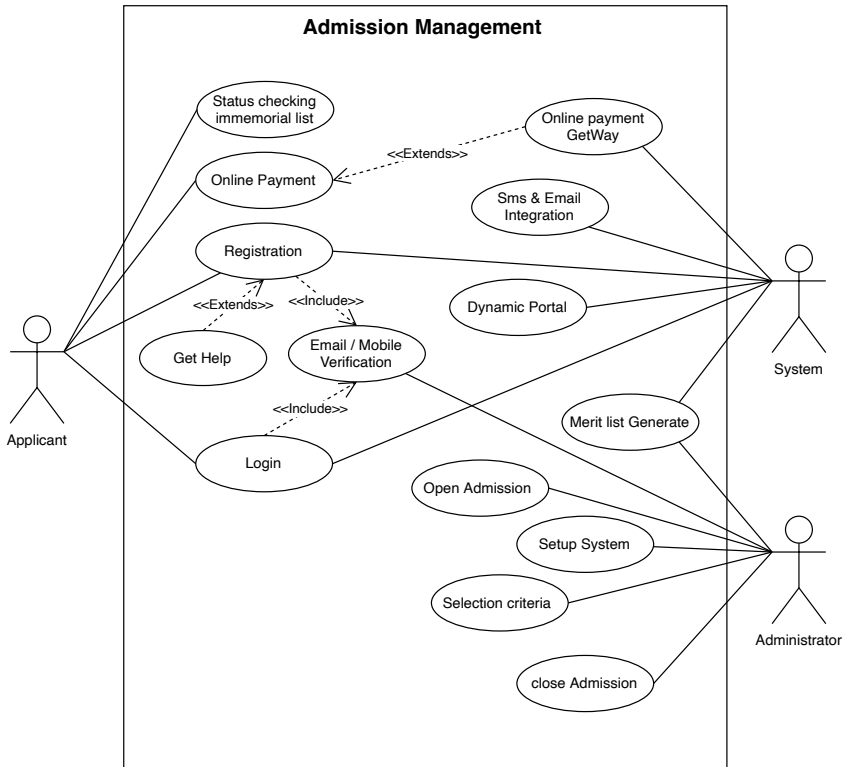 Admission Management
Status checking
immemorial list
Online payment
GetWay
<<Extends>>
Online Payment
Sms & Email
Integration
Registration
<<Extends>>
<<Include>>
Dynamic Portal
Get Help
Email / Mobile
Verification
System
<<Include>>
Merit list Generate
Applicant
Login
Open Admission
Setup System
Selection criteria
Administrator
close Admission